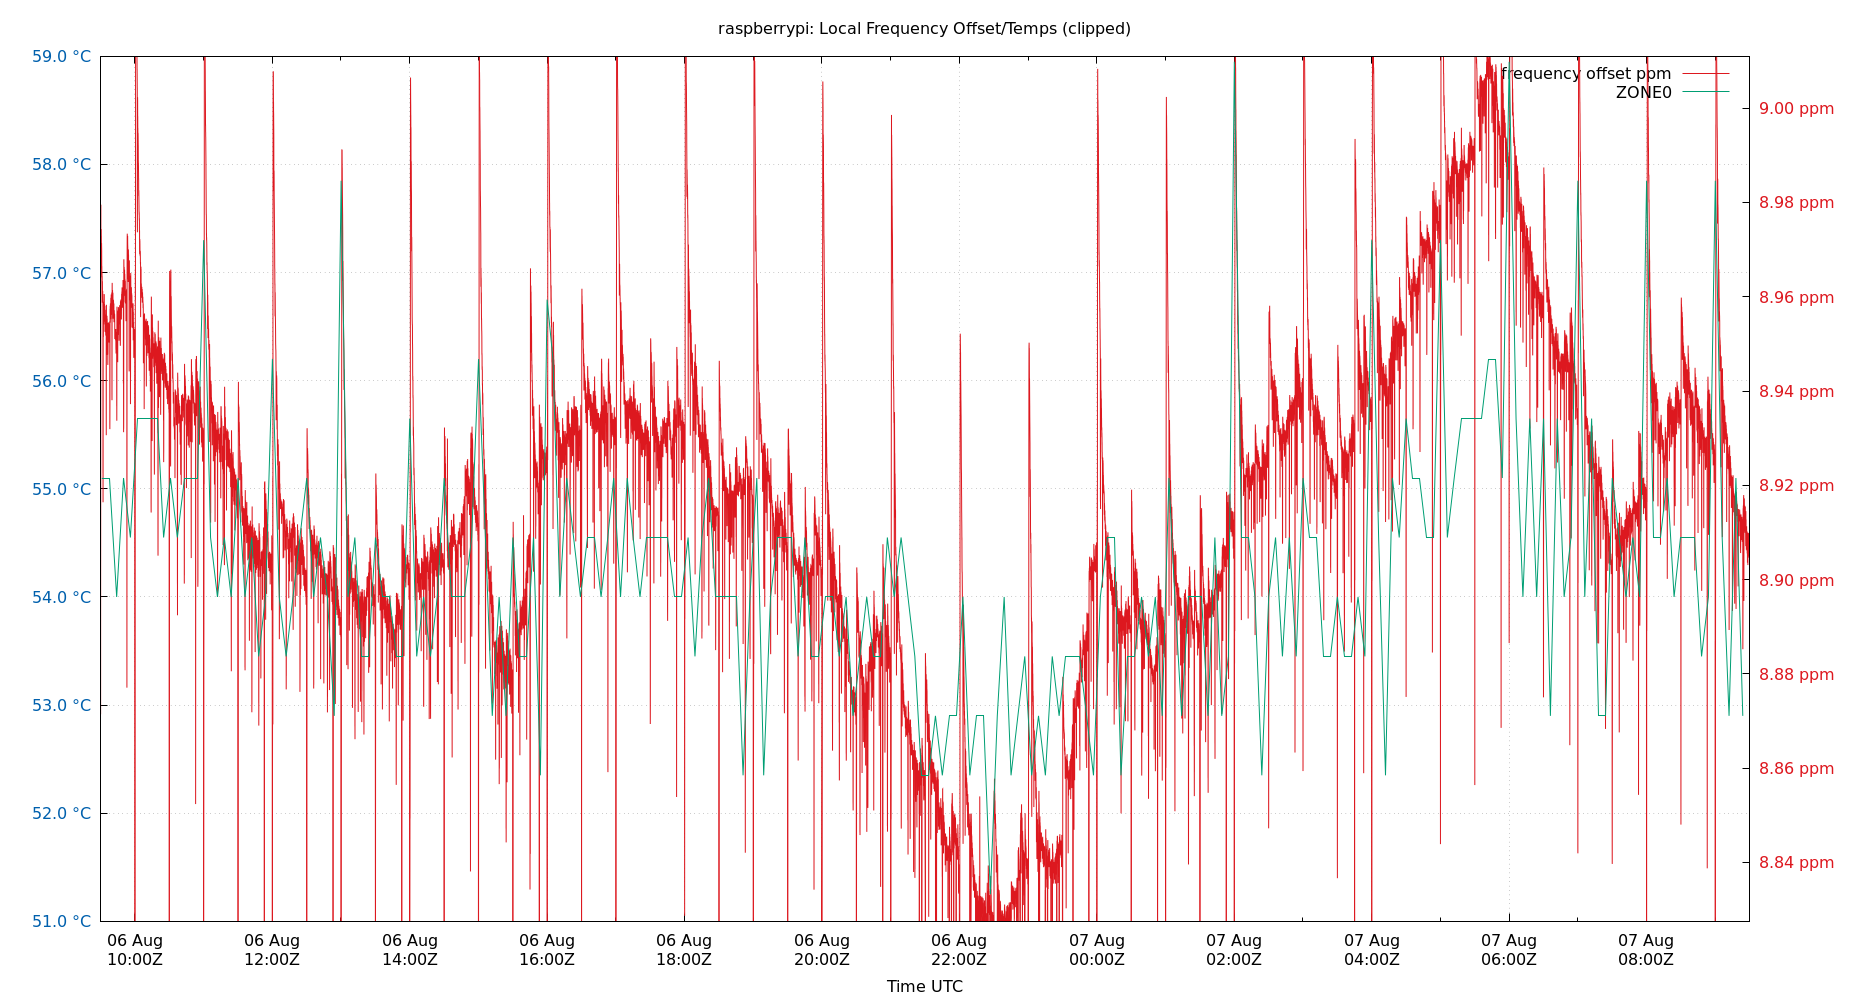 raspberrypi: Local Frequency Offset/Temps (clipped)
59.0 °C
58.0 °C
57.0 °C
56.0 °C
55.0 °C
54.0 °C
53.0 °C
52.0 °C
51.0 °C
frequency offset ppm
ZONE0
9.00 ppm
8.98 ppm
8.96 ppm
8.94 ppm
8.92 ppm
8.90 ppm
8.88 ppm
8.86 ppm
8.84 ppm
06 Aug 06 Aug 06 Aug 06 Aug 06 Aug 06 Aug 06 Aug 07 Aug 07 Aug 07 Aug 07 Aug 07 Aug
10:00Z 12:00Z 14:00Z 16:00Z 18:00Z 20:00Z 22:00Z 00:00Z 02:00Z 04:00Z 06:00Z 08:00Z
Time UTC